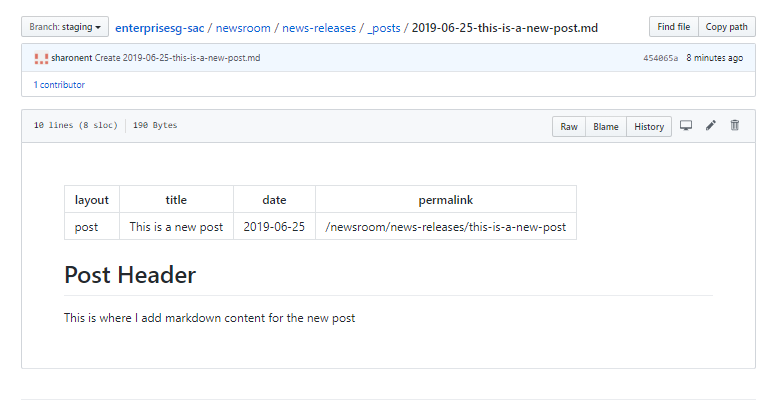 Branch: staging enterprisesg-sac / newsroom / news-releases / _posts / 2019-06-25-this-is-a-new-post.md Find file Copy path
sharonent Create 2019-06-25-this-is-a-new-post.md 454065a 8 minutes ago
1 contributor
10 lines (8 sloc) 190 Bytes Raw Blame History
layout title date permalink
post This is a new post 2019-06-25 /newsroom/news-releases/this-is-a-new-post
Post Header
This is where I add markdown content for the new post